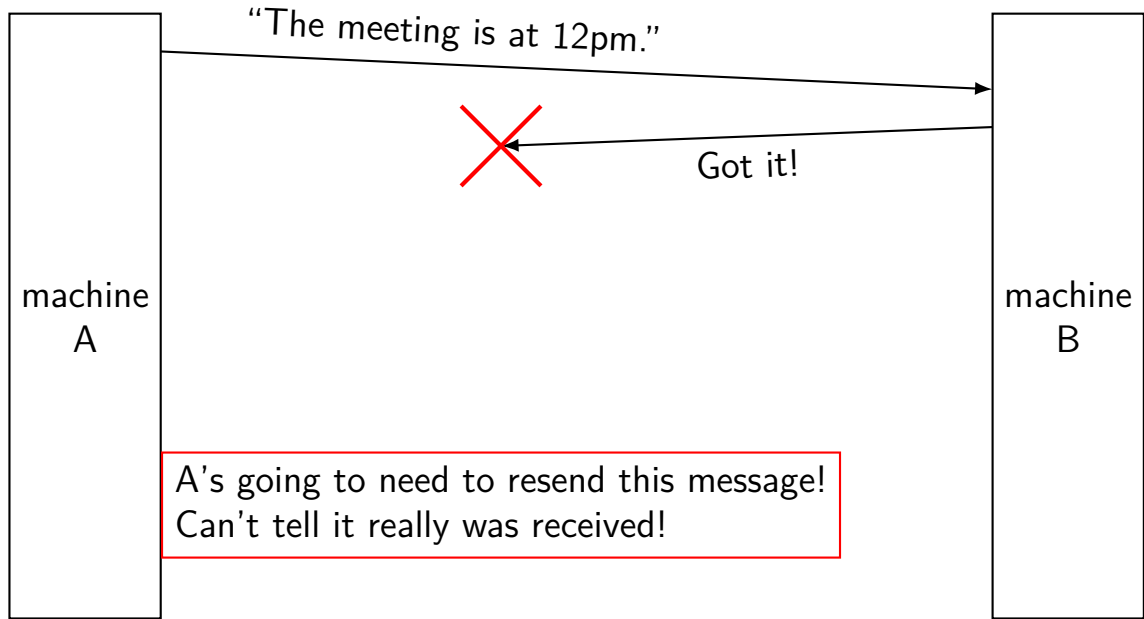 “The meeting is at 12pm.”
Got it!
machine
A
machine
B
A’s going to need to resend this message!
Can’t tell it really was received!